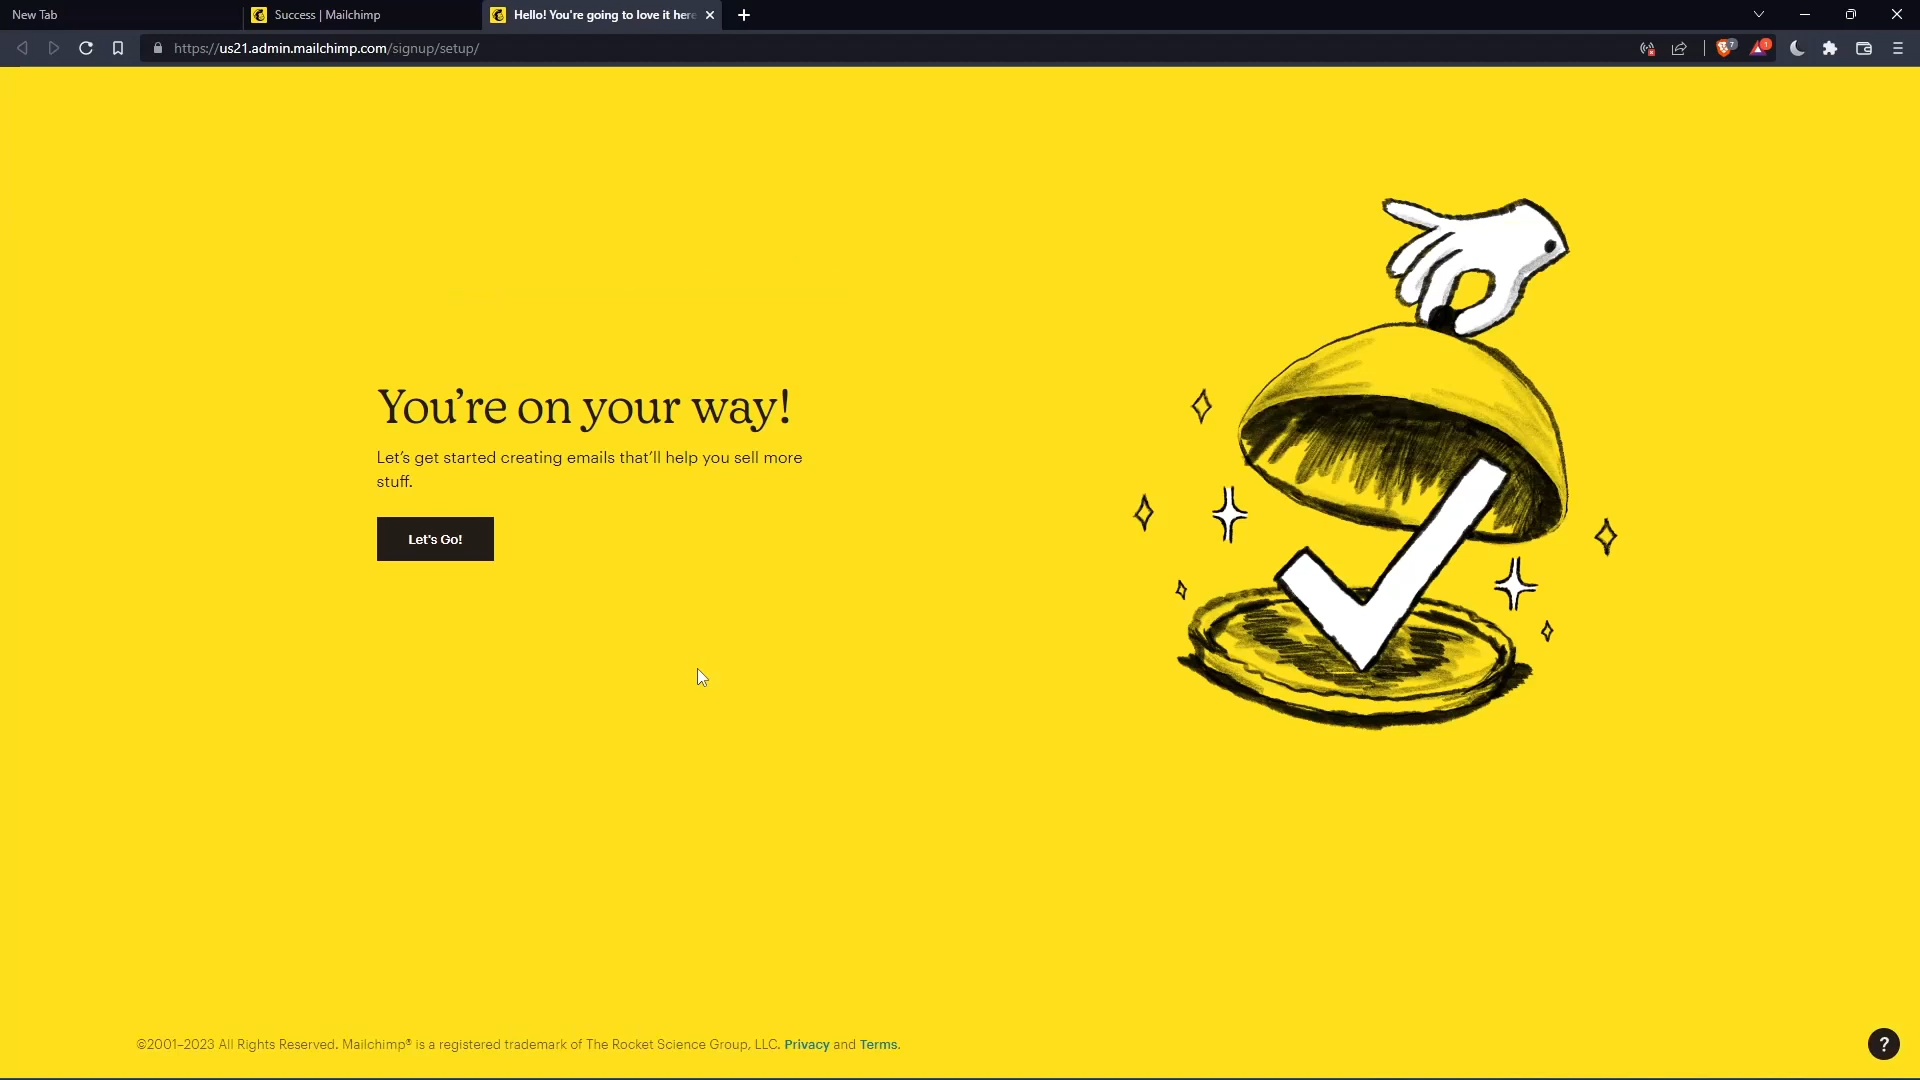 New Tab
Success | Mailchimp
Hello! You're going to love it here
https://us21.admin.mailchimp.com/signup/setup/
7
1
You’re on your way!
Let’s get started creating emails that’ll help you sell more
stuff.
Let's Go!
©2001–2023 All Rights Reserved. Mailchimp® is a registered trademark of The Rocket Science Group, LLC. Privacy and Terms.
?